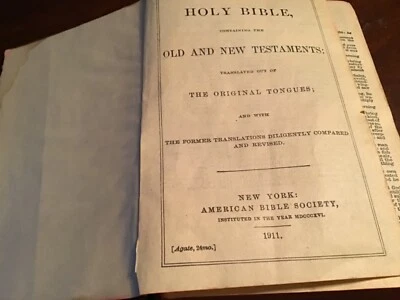 HOLY BIBLE,
CONTAINING THE
OLD AND NEW TESTAMENTS:
TRANSLATED OUT OF
THE ORIGINAL TONGUES;
AND WITH
THE FORMER TRANSLATIONS DILIGENTLY COMPARED
AND REVISED.
NEW YORK:
AMERICAN BIBLE SOCIETY,
INSTITUTED IN THE YEAR MDCCCXVI.
1911.
[Agate, 24mo.]